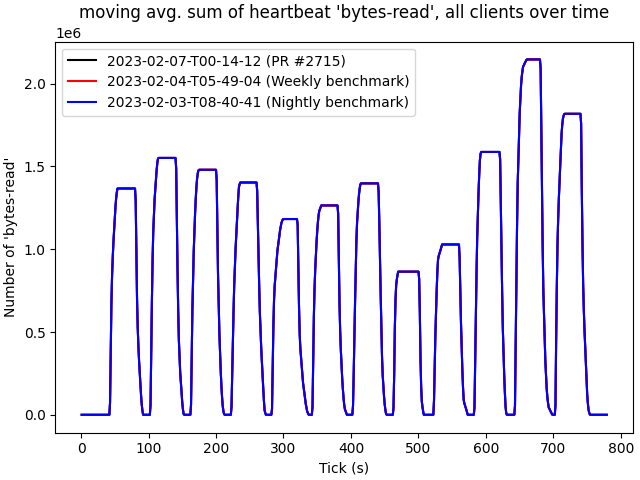 moving avg. sum of heartbeat 'bytes-read', all clients over time
1e6
2023-02-07-T00-14-12 (PR #2715)
2023-02-04-T05-49-04 (Weekly benchmark)
2023-02-03-T08-40-41 (Nightly benchmark)
2.0
1.5
1.0
0.5
0.0
Number of 'bytes-read'
0 100 200 300 400 500 600 700 800
Tick (s)